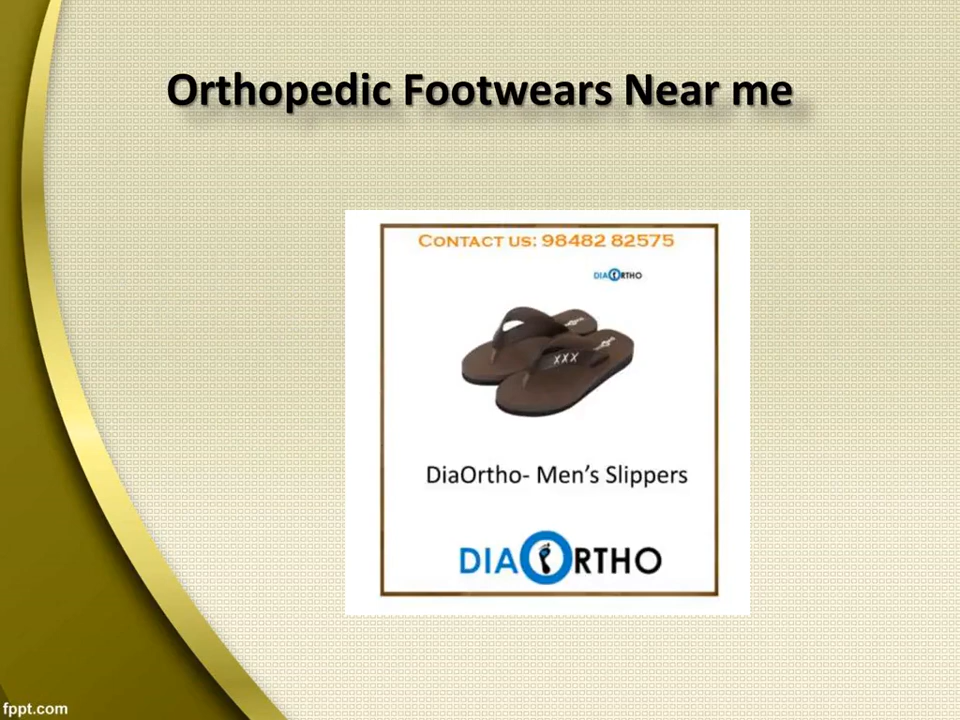 Orthopedic Footwears Near me
Contact us: 98482 82575
DIAORTHO
XXX
DiaOrtho- Men's Slippers
DIAORTHO
fppt.com